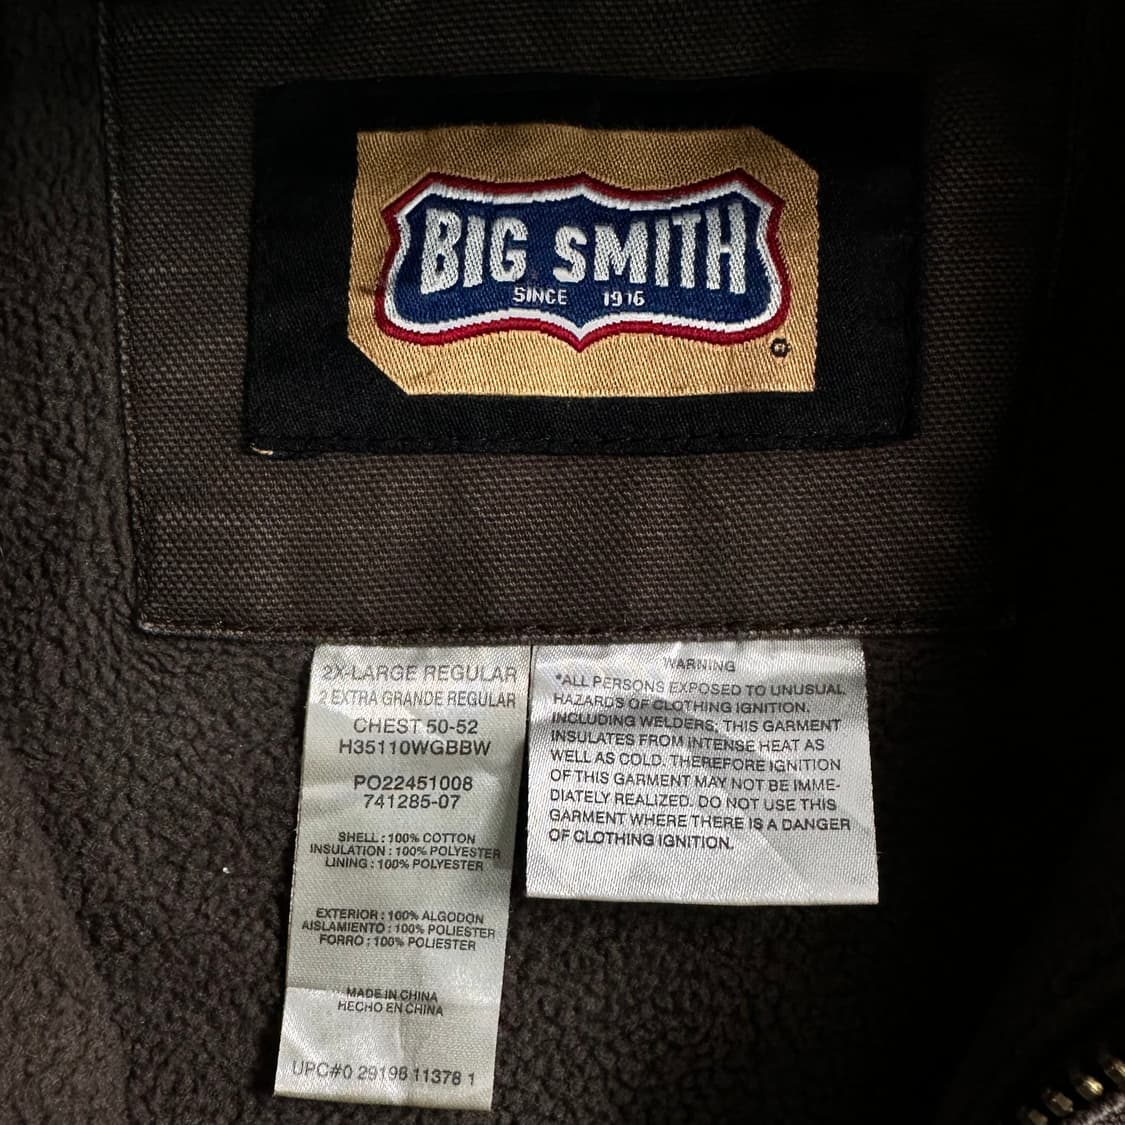 BIG SMITH
SINCE 1916
®
2X-LARGE REGULAR
2 EXTRA GRANDE REGULAR
CHEST 50-52
H35110WGBBW
PO22451008
741285-07
SHELL : 100% COTTON
INSULATION : 100% POLYESTER
LINING : 100% POLYESTER
EXTERIOR : 100% ALGODON
AISLAMIENTO : 100% POLIESTER
FORRO : 100% POLIESTER
MADE IN CHINA
HECHO EN CHINA
UPC#0 29198 11378 1
WARNING
*ALL PERSONS EXPOSED TO UNUSUAL
HAZARDS OF CLOTHING IGNITION.
INCLUDING WELDERS; THIS GARMENT
INSULATES FROM INTENSE HEAT AS
WELL AS COLD. THEREFORE IGNITION
OF THIS GARMENT MAY NOT BE IMME-
DIATELY REALIZED. DO NOT USE THIS
GARMENT WHERE THERE IS A DANGER
OF CLOTHING IGNITION.